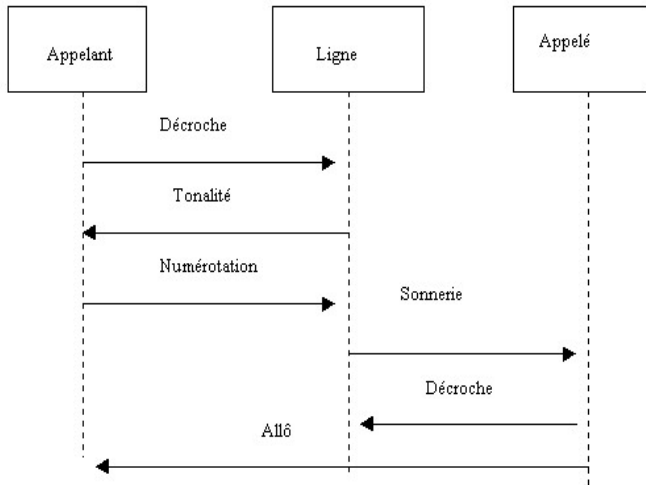 Appelant
Ligne
Appelé
Décroche
Tonalité
Numérotation
Sonnerie
Décroche
Allô